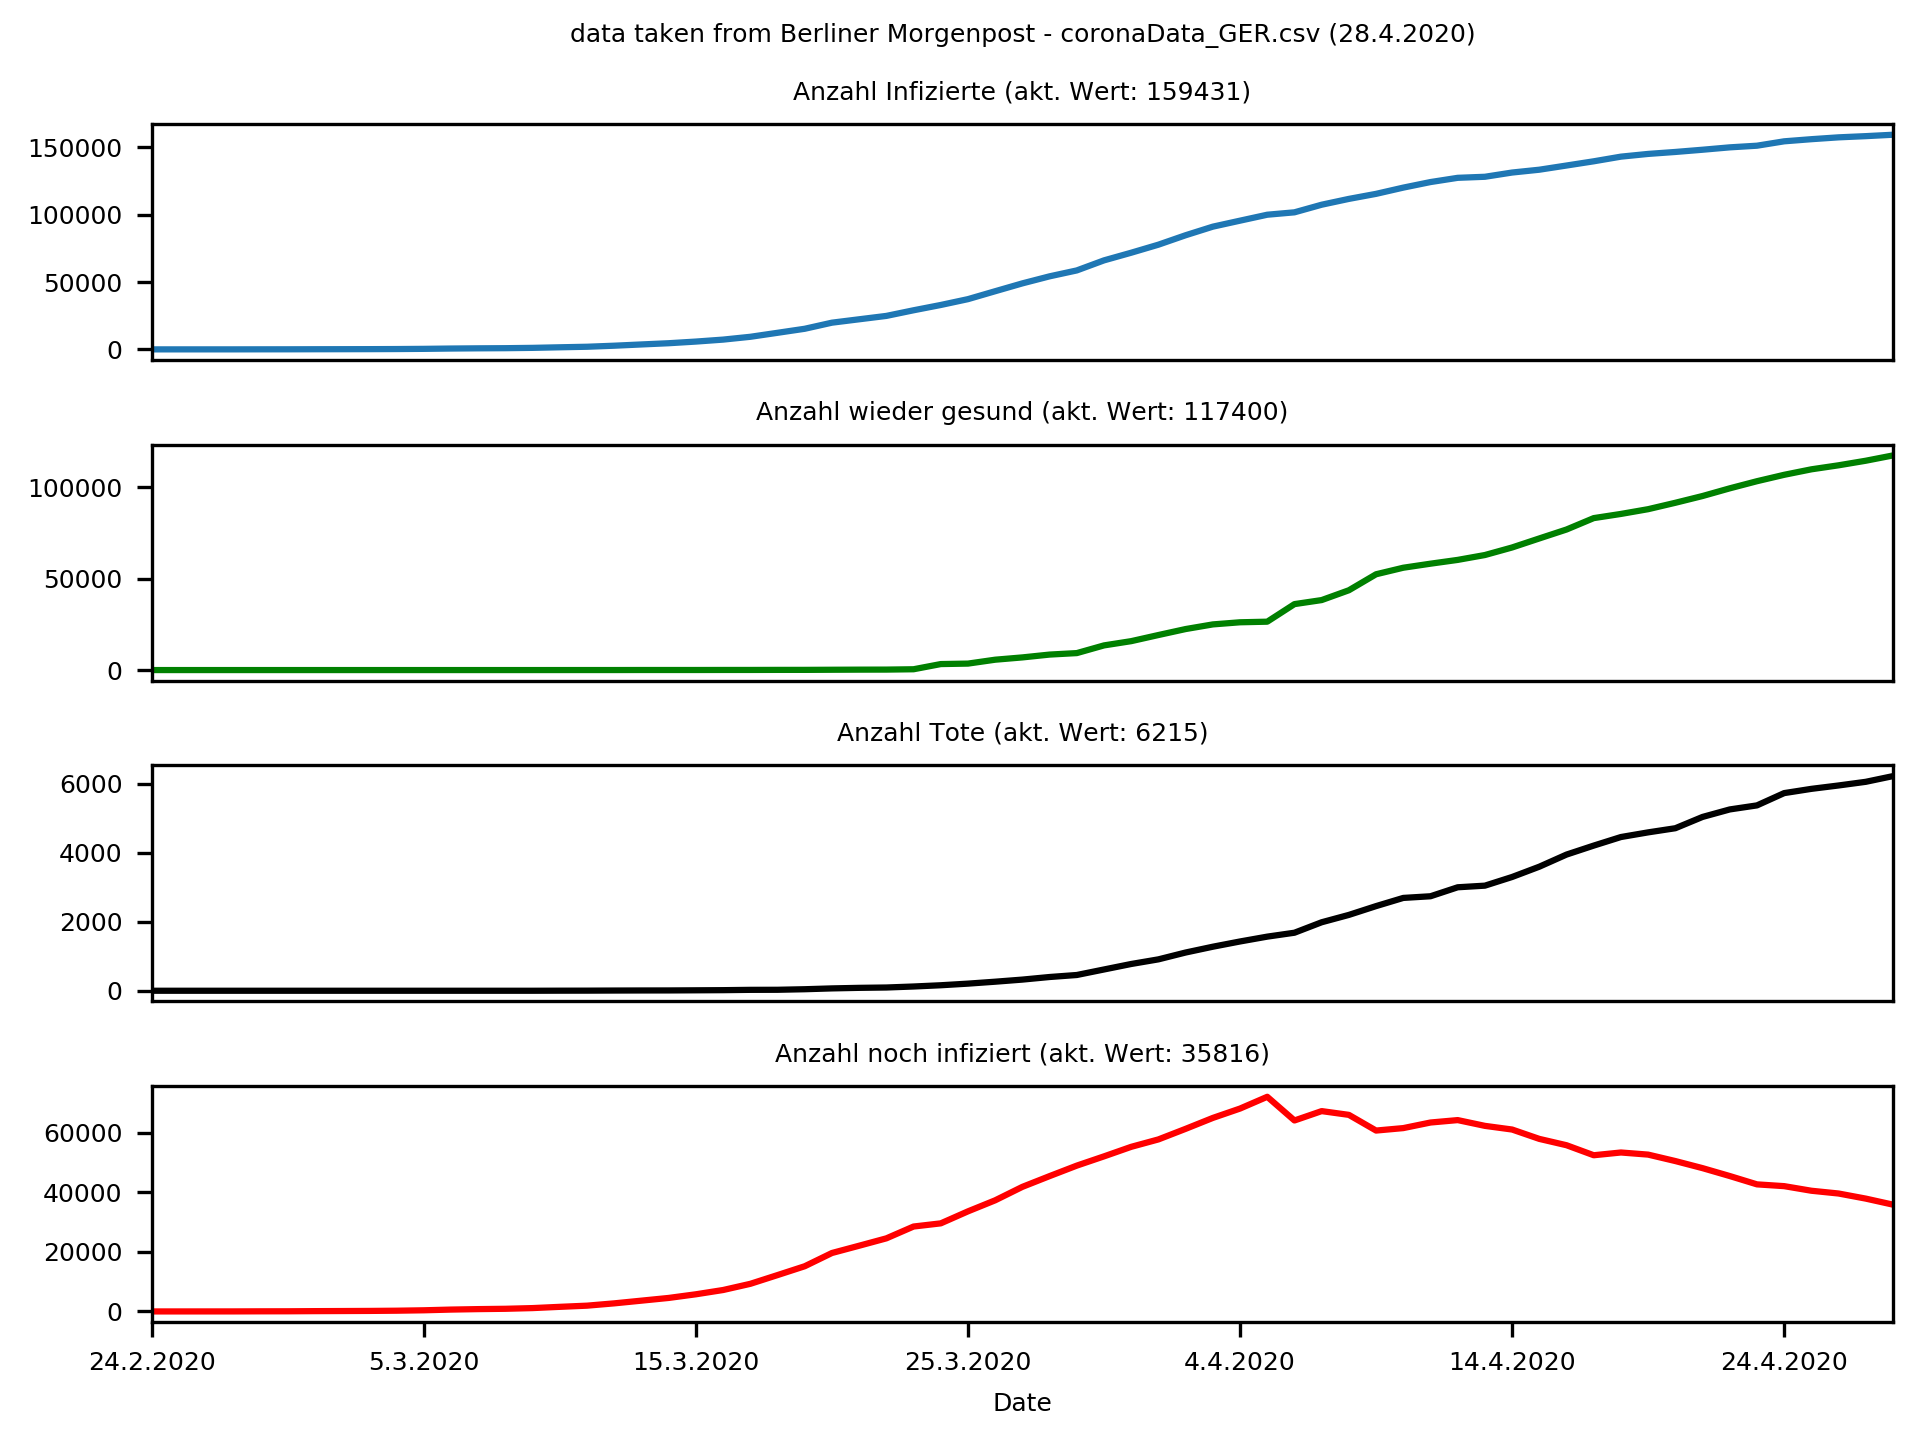 data taken from Berliner Morgenpost - coronaData_GER.csv (28.4.2020)
Anzahl Infizierte (akt. Wert: 159431)
150000
100000
50000
0
Anzahl wieder gesund (akt. Wert: 117400)
100000
50000
0
Anzahl Tote (akt. Wert: 6215)
6000
4000
2000
0
Anzahl noch infiziert (akt. Wert: 35816)
60000
40000
20000
0
24.2.2020 5.3.2020 15.3.2020 25.3.2020 4.4.2020 14.4.2020 24.4.2020
Date